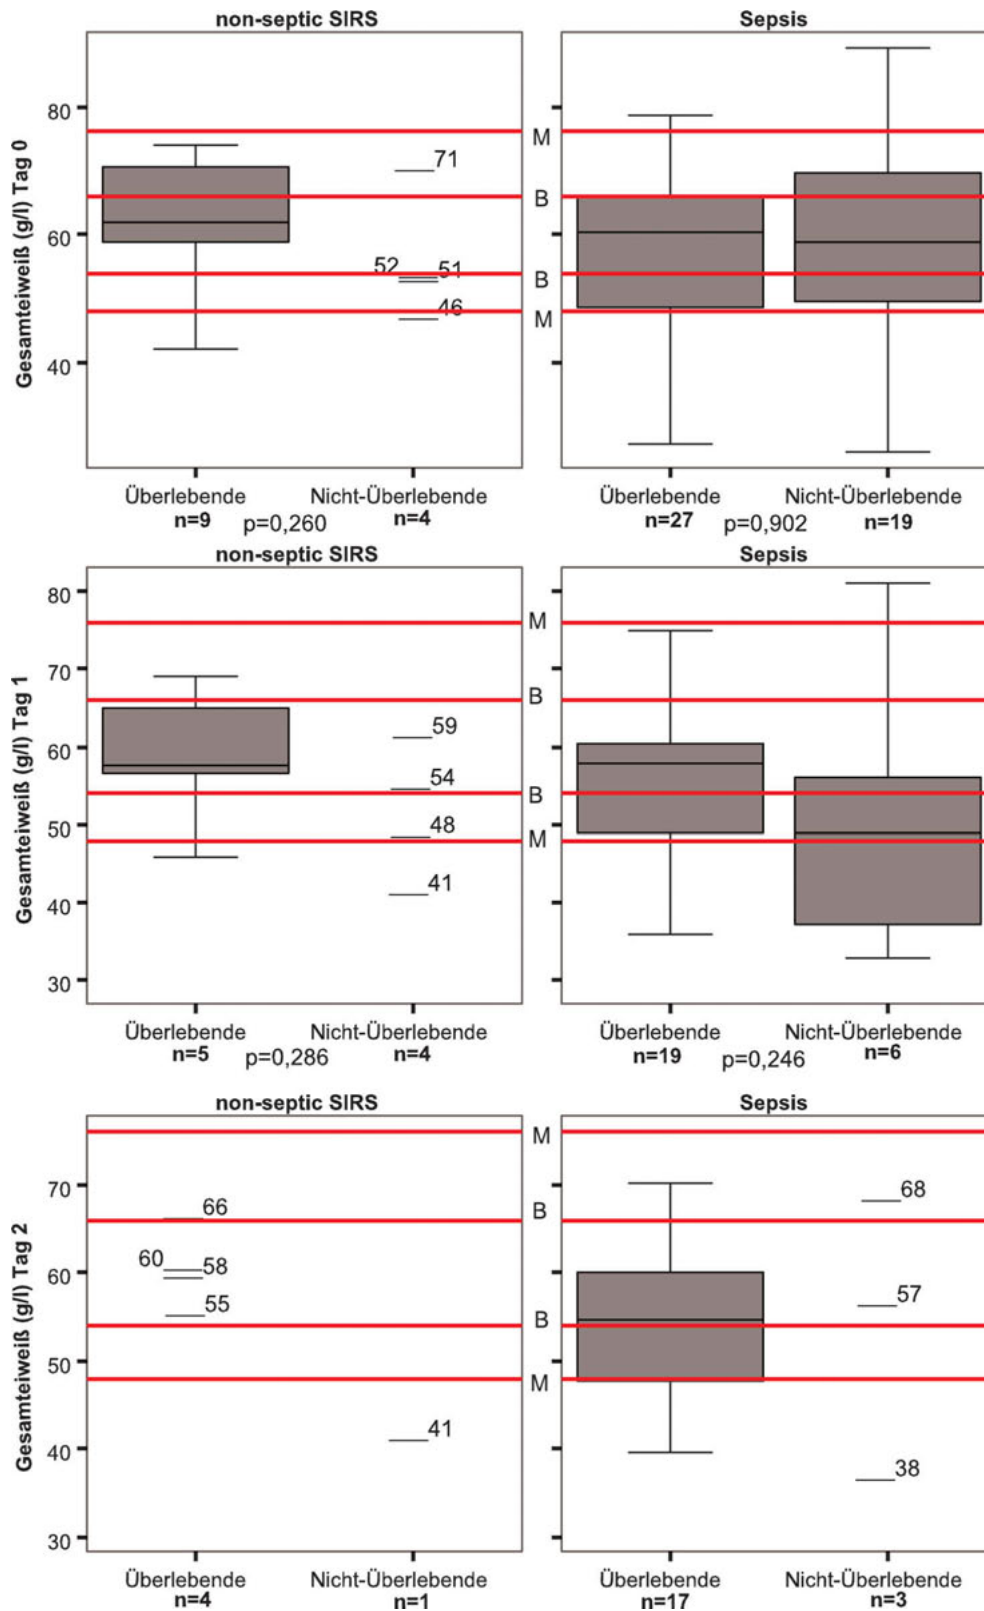 non-septic SIRS Sepsis
Gesamteiweiß (g/l) Tag 0
80
60
40
M
B
B
M
71
52 51
46
Überlebende Nicht-Überlebende Überlebende Nicht-Überlebende
n=9 p=0,260 n=4 n=27 p=0,902 n=19
non-septic SIRS Sepsis
Gesamteiweiß (g/l) Tag 1
80
70
60
50
40
30
M
B
B
M
59
54
48
41
Überlebende Nicht-Überlebende Überlebende Nicht-Überlebende
n=5 p=0,286 n=4 n=19 p=0,246 n=6
non-septic SIRS Sepsis
Gesamteiweiß (g/l) Tag 2
70
60
50
40
30
M
B
B
M
66
60 58
55
41
68
57
38
Überlebende Nicht-Überlebende Überlebende Nicht-Überlebende
n=4 n=1 n=17 n=3